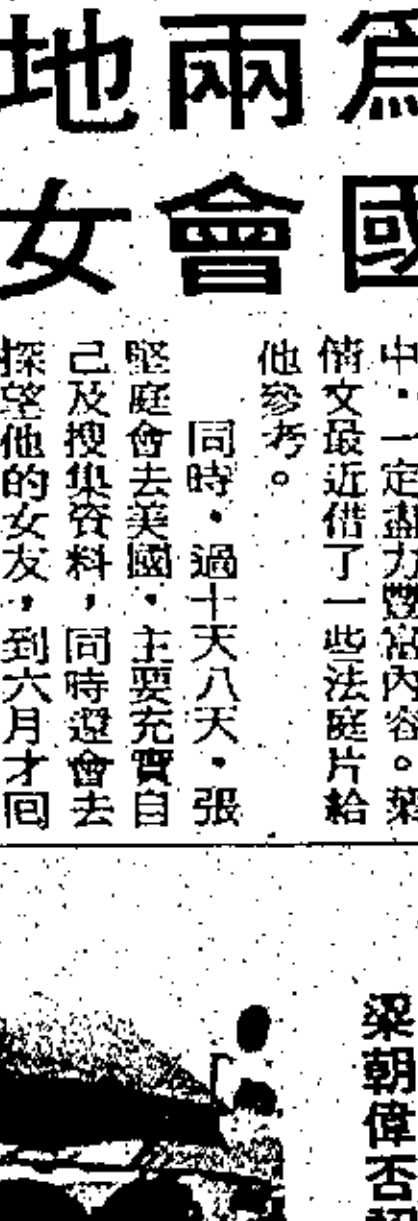 爲國
兩會
地女
中・一定盡力豐富內容。葉
倩文最近借了一些法庭片給
他參考。
同時・過十天八天・張
堅庭會去美國・主要充實自
己及搜集資料，同時還會去
探望他的女友，到六月才回
梁朝偉否認